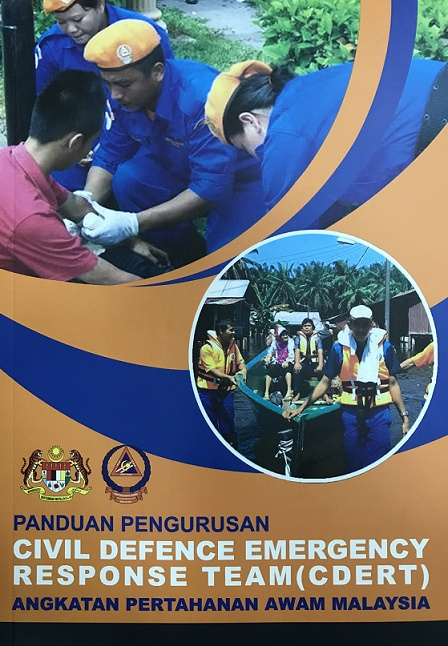 PANDUAN PENGURUSAN
CIVIL DEFENCE EMERGENCY
RESPONSE TEAM(CDERT)
ANGKATAN PERTAHANAN AWAM MALAYSIA